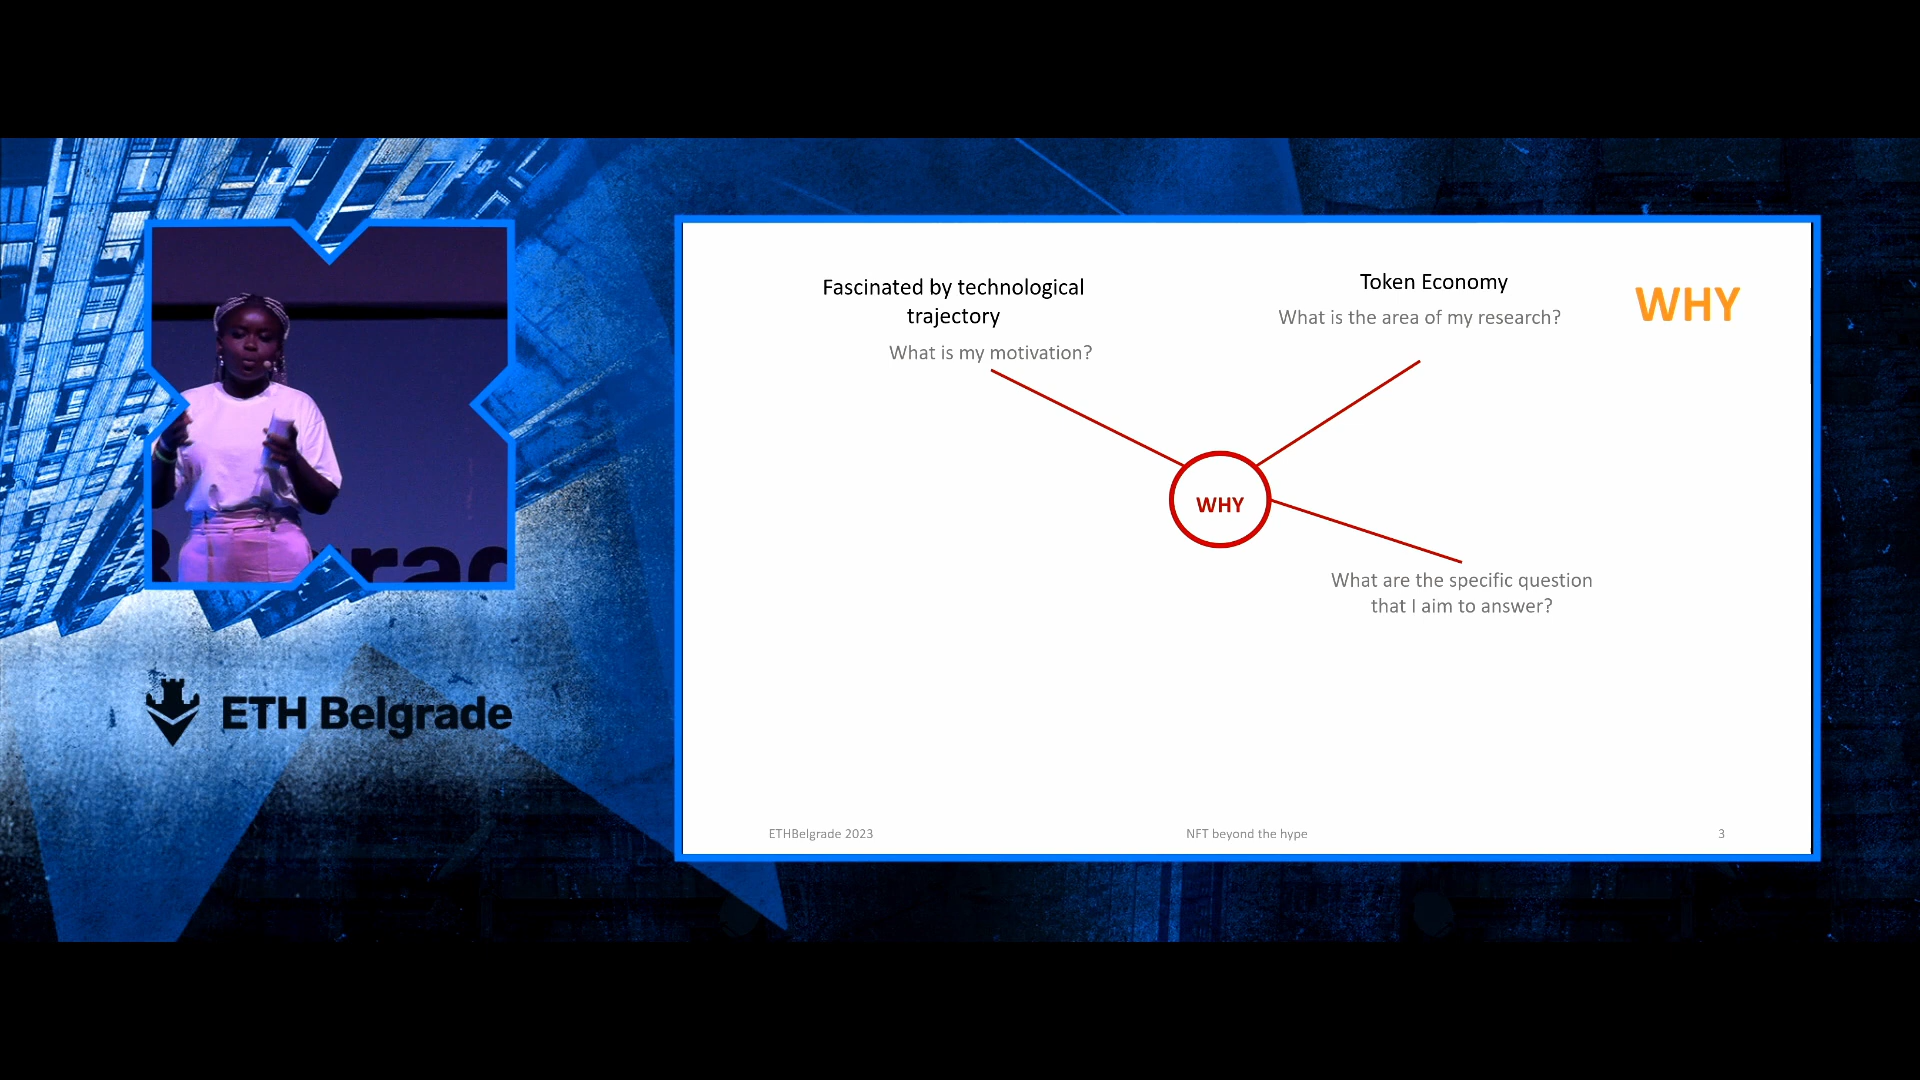 Fascinated by technological
trajectory
What is my motivation?
Token Economy
What is the area of my research?
WHY
WHY
What are the specific question
that I aim to answer?
ETHBelgrade 2023
NFT beyond the hype
3
ETH Belgrade